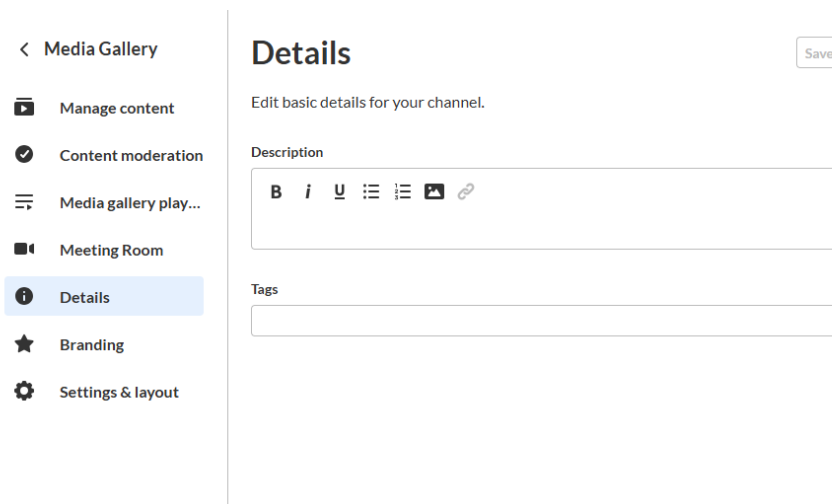 Media Gallery
Manage content
Content moderation
Media gallery play...
Meeting Room
Details
Branding
Settings & layout
Details
Save
Edit basic details for your channel.
Description
B i U
Tags